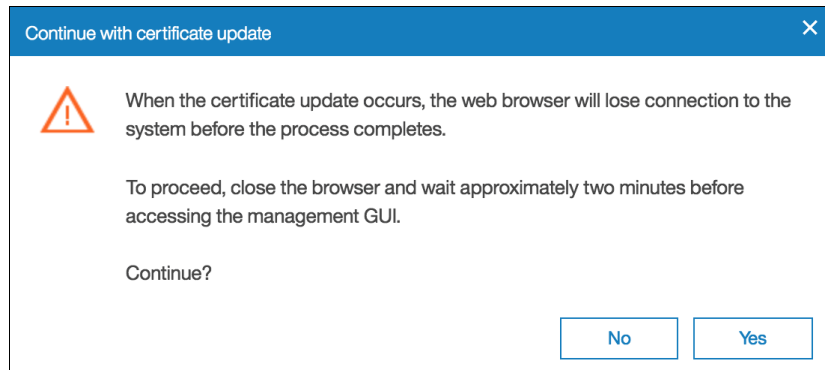 Continue with certificate update
When the certificate update occurs, the web browser will lose connection to the
system before the process completes.
To proceed, close the browser and wait approximately two minutes before
accessing the management GUI.
Continue?
No
Yes